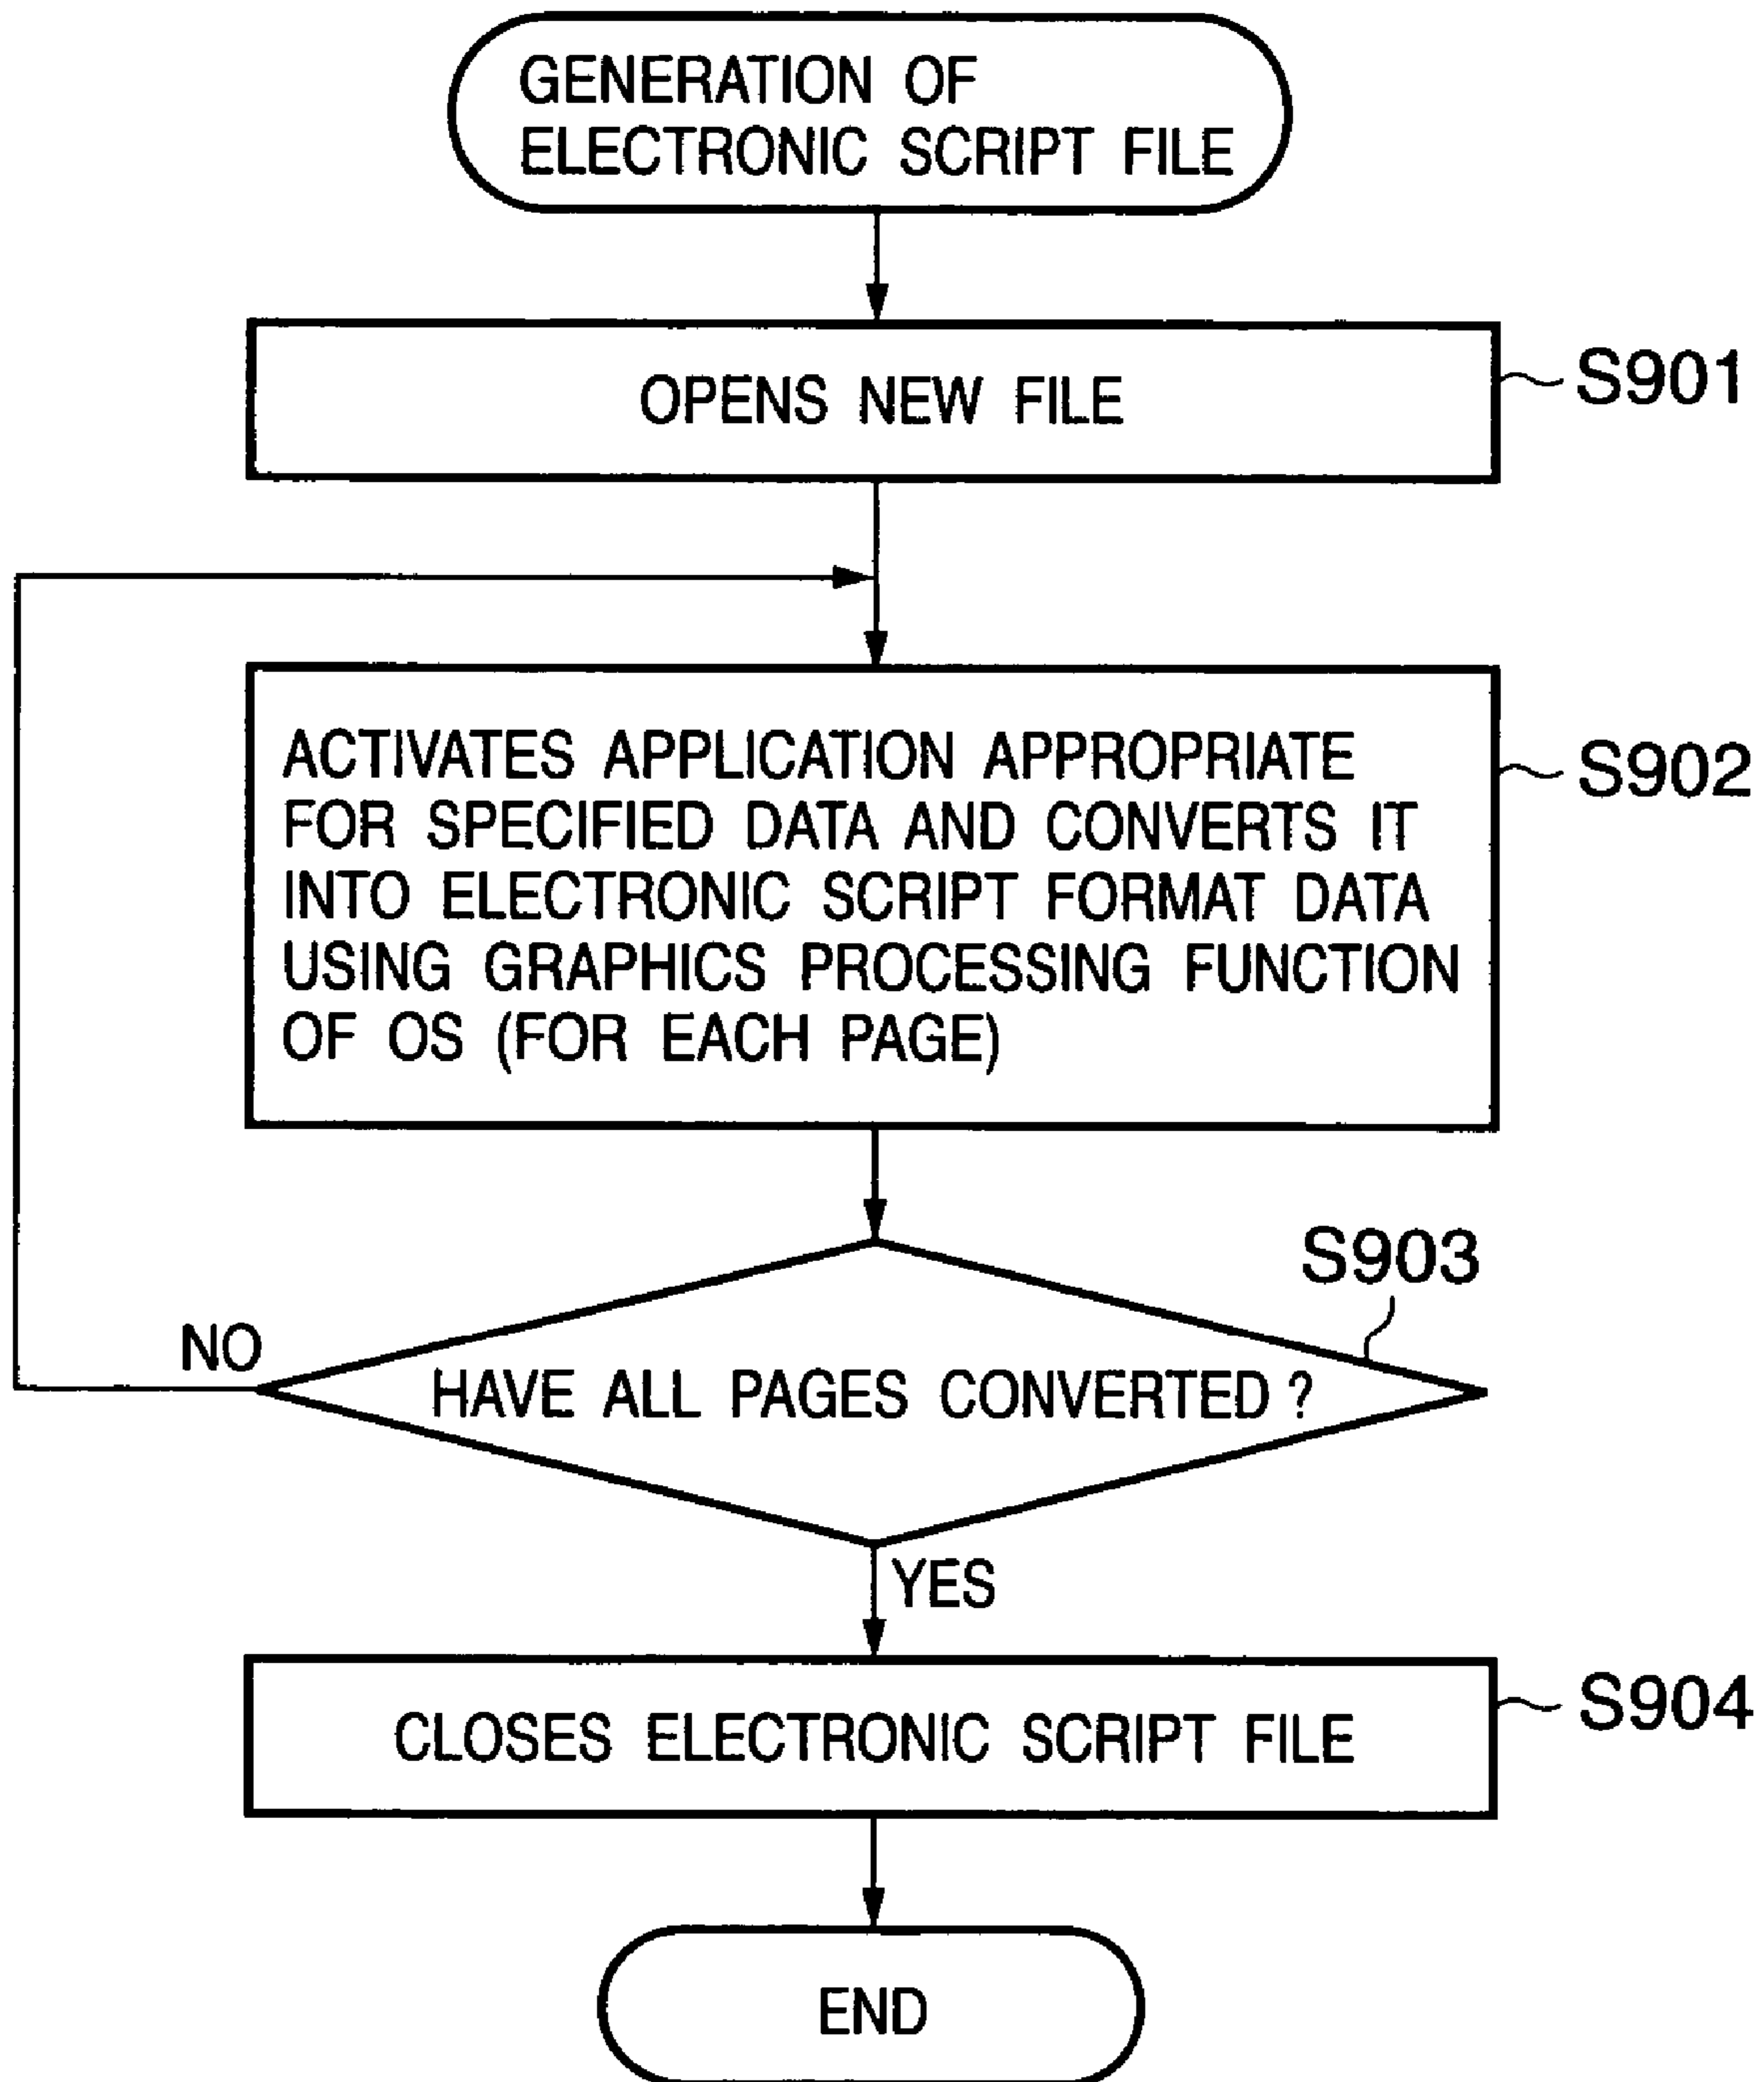 GENERATION OF
ELECTRONIC SCRIPT FILE
OPENS NEW FILE
S901
ACTIVATES APPLICATION APPROPRIATE
FOR SPECIFIED DATA AND CONVERTS IT
INTO ELECTRONIC SCRIPT FORMAT DATA
USING GRAPHICS PROCESSING FUNCTION
OF OS (FOR EACH PAGE)
S902
S903
NO
HAVE ALL PAGES CONVERTED ?
YES
CLOSES ELECTRONIC SCRIPT FILE
S904
END